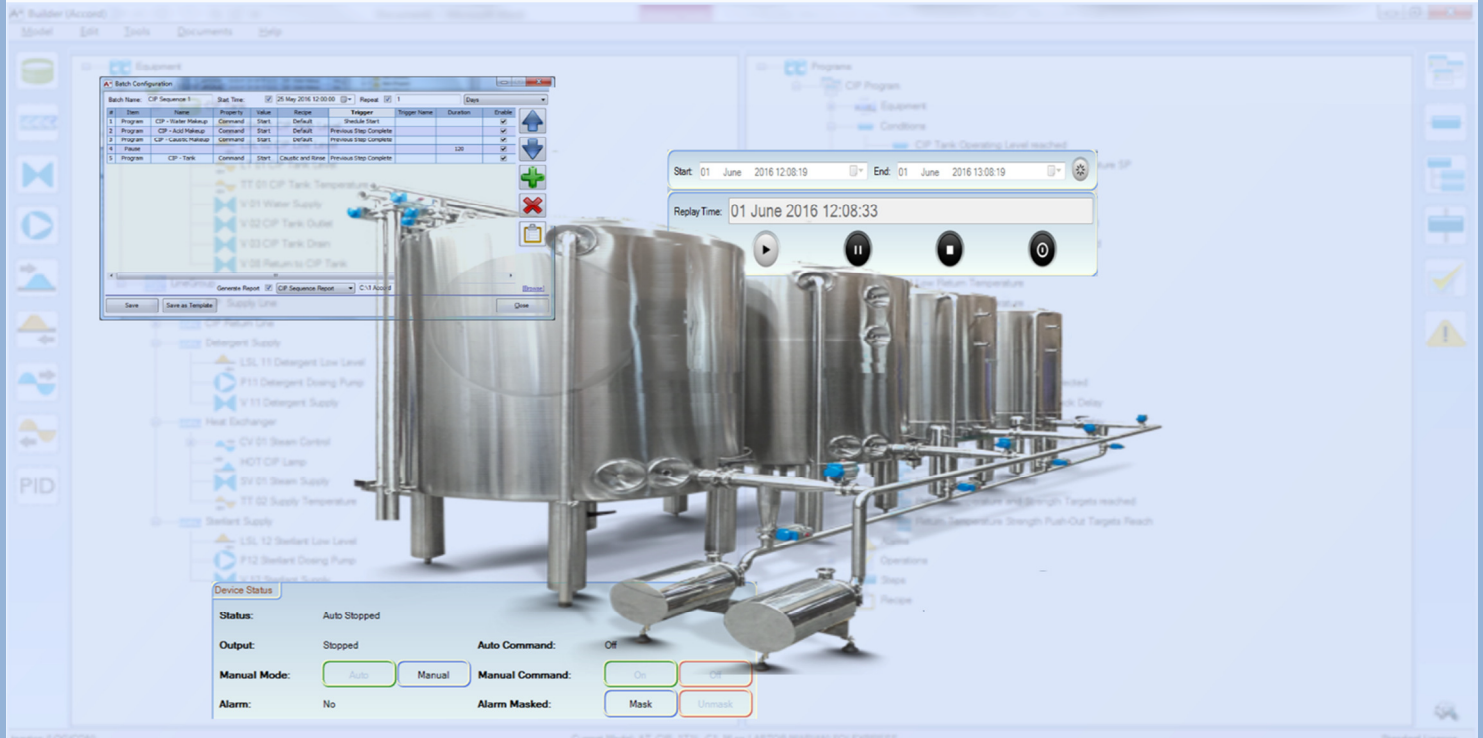 A* Builder (Accord)
Model Edit Tools Documents Help
Equipment
Programs
CIP Program
Equipment
Conditions
CIP Tank Operating Level reached
A* Batch Configuration
Batch Name: CIP Sequence 1 Start Time: 25 May 2016 12:00:00 Repeat 1 Days
# Item Name Property Value Recipe Trigger Trigger Name Duration Enable
1 Program CIP - Water Makeup Command Start Default Shedule Start
2 Program CIP - Acid Makeup Command Start Default Previous Step Complete
3 Program CIP - Caustic Makeup Command Start Default Previous Step Complete
4 Pause 120
5 Program CIP - Tank Command Start Caustic and Rinse Previous Step Complete
TT 01 CIP Tank Temperature
V 01 Water Supply
V 02 CIP Tank Outlet
V 03 CIP Tank Drain
V 08 Return to CIP Tank
Generate Report CIP Sequence Report C:\1 Accord Browse
Save Save as Template Close
Start: 01 June 2016 12:08:19 End: 01 June 2016 13:08:19
Replay Time: 01 June 2016 12:08:33
Low Return Temperature
Supply Line
CIP Return Line
Detergent Supply
LSL 11 Detergent Low Level
P11 Detergent Dosing Pump
V 11 Detergent Supply
Heat Exchanger
CV 01 Steam Control
HOT CIP Lamp
SV 01 Steam Supply
TT 02 Supply Temperature
Sterilant Supply
LSL 12 Sterilant Low Level
P12 Sterilant Dosing Pump
V 12 Sterilant Supply
PID
Delay
Temperature and Strength Targets reached
Return Temperature Strength Push-Out Targets Reach
Operations
Steps
Recipe
Device Status
Status: Auto Stopped
Output: Stopped Auto Command: Off
Manual Mode: Auto Manual Manual Command: On Off
Alarm: No Alarm Masked: Mask Unmask